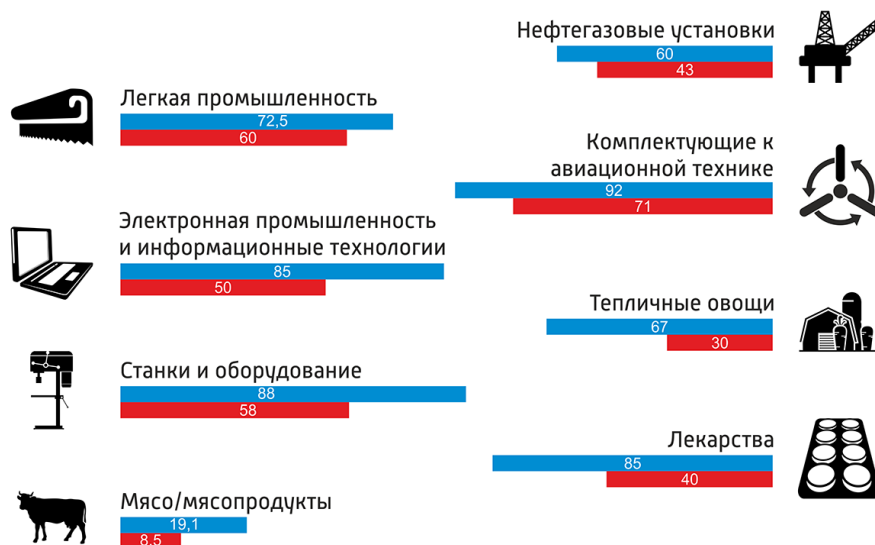 Легкая промышленность
72,5
60
Электронная промышленность
и информационные технологии
85
50
Станки и оборудование
88
58
Мясо/мясопродукты
19,1
8,5
Нефтегазовые установки
60
43
Комплектующие к
авиационной технике
92
71
Тепличные овощи
67
30
Лекарства
85
40